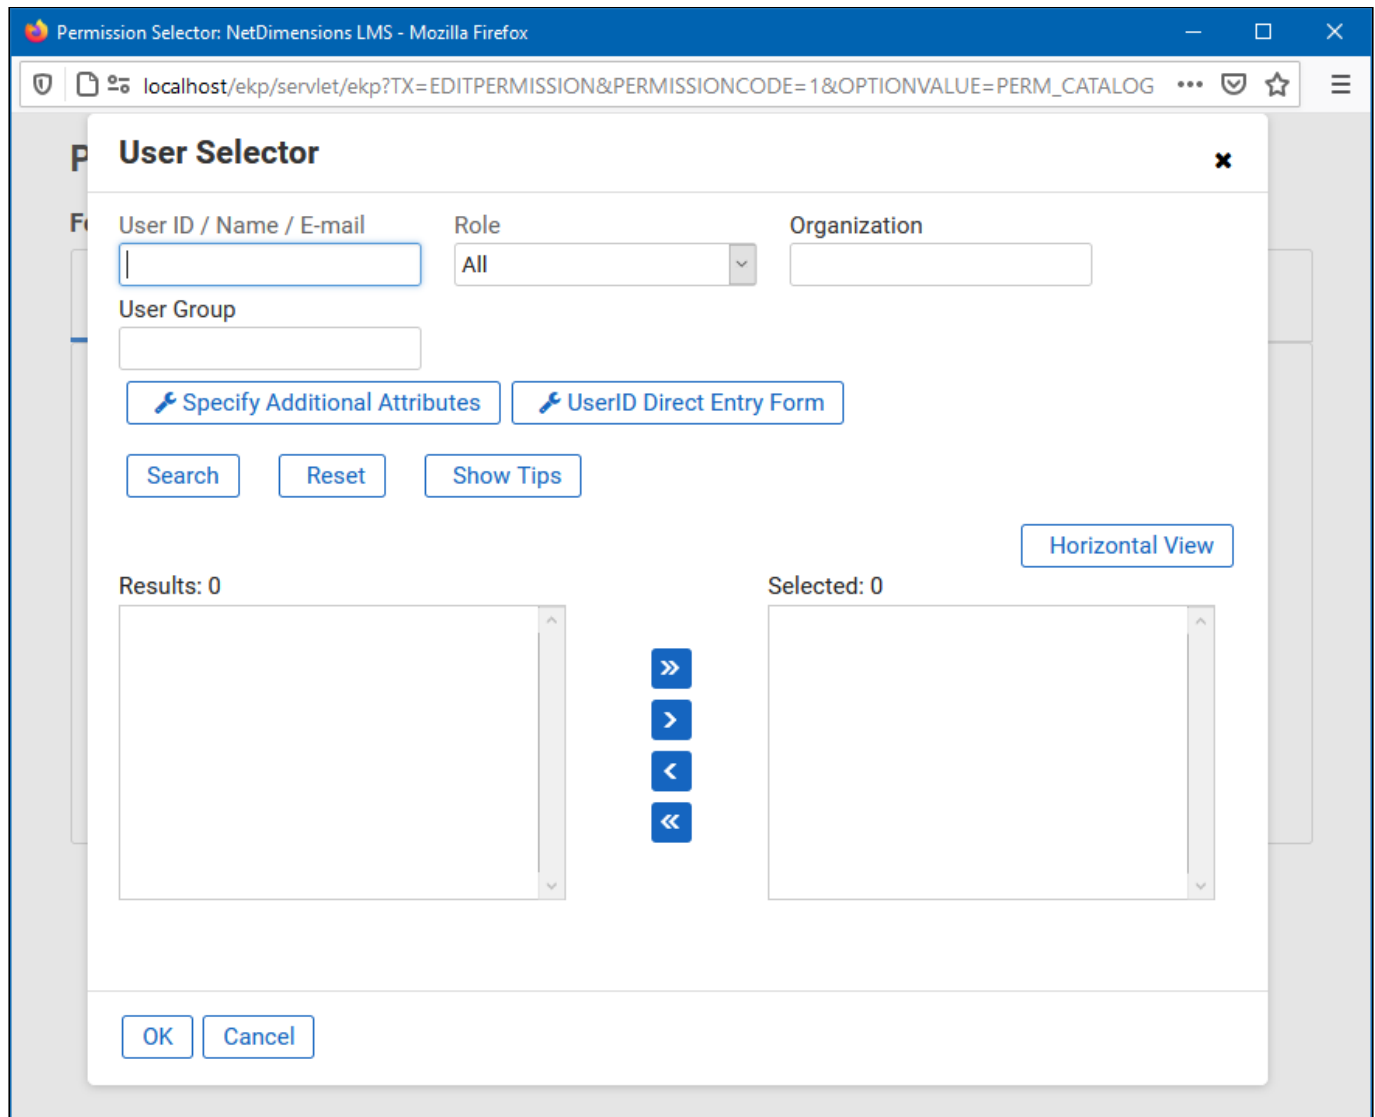 Permission Selector: NetDimensions LMS - Mozilla Firefox
localhost/ekp/servlet/ekp?TX=EDITPERMISSION&PERMISSIONCODE=1&OPTIONVALUE=PERM_CATALOG
User Selector
User ID / Name / E-mail Role Organization
All
User Group
Specify Additional Attributes UserID Direct Entry Form
Search Reset Show Tips
Horizontal View
Results: 0 Selected: 0
OK Cancel